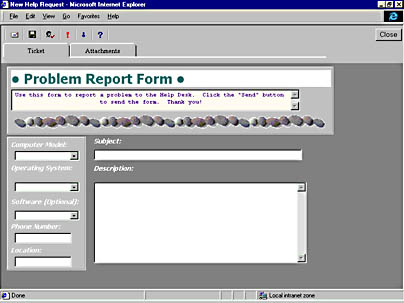 New Help Request - Microsoft Internet Explorer
File Edit View Go Favorites Help
Close
Ticket Attachments
• Problem Report Form •
Use this form to report a problem to the Help Desk. Click the "Send" button
to send the form. Thank you!
Computer Model:
Subject:
Operating System:
Description:
Software (Optional):
Phone Number:
Location:
Done
Local intranet zone